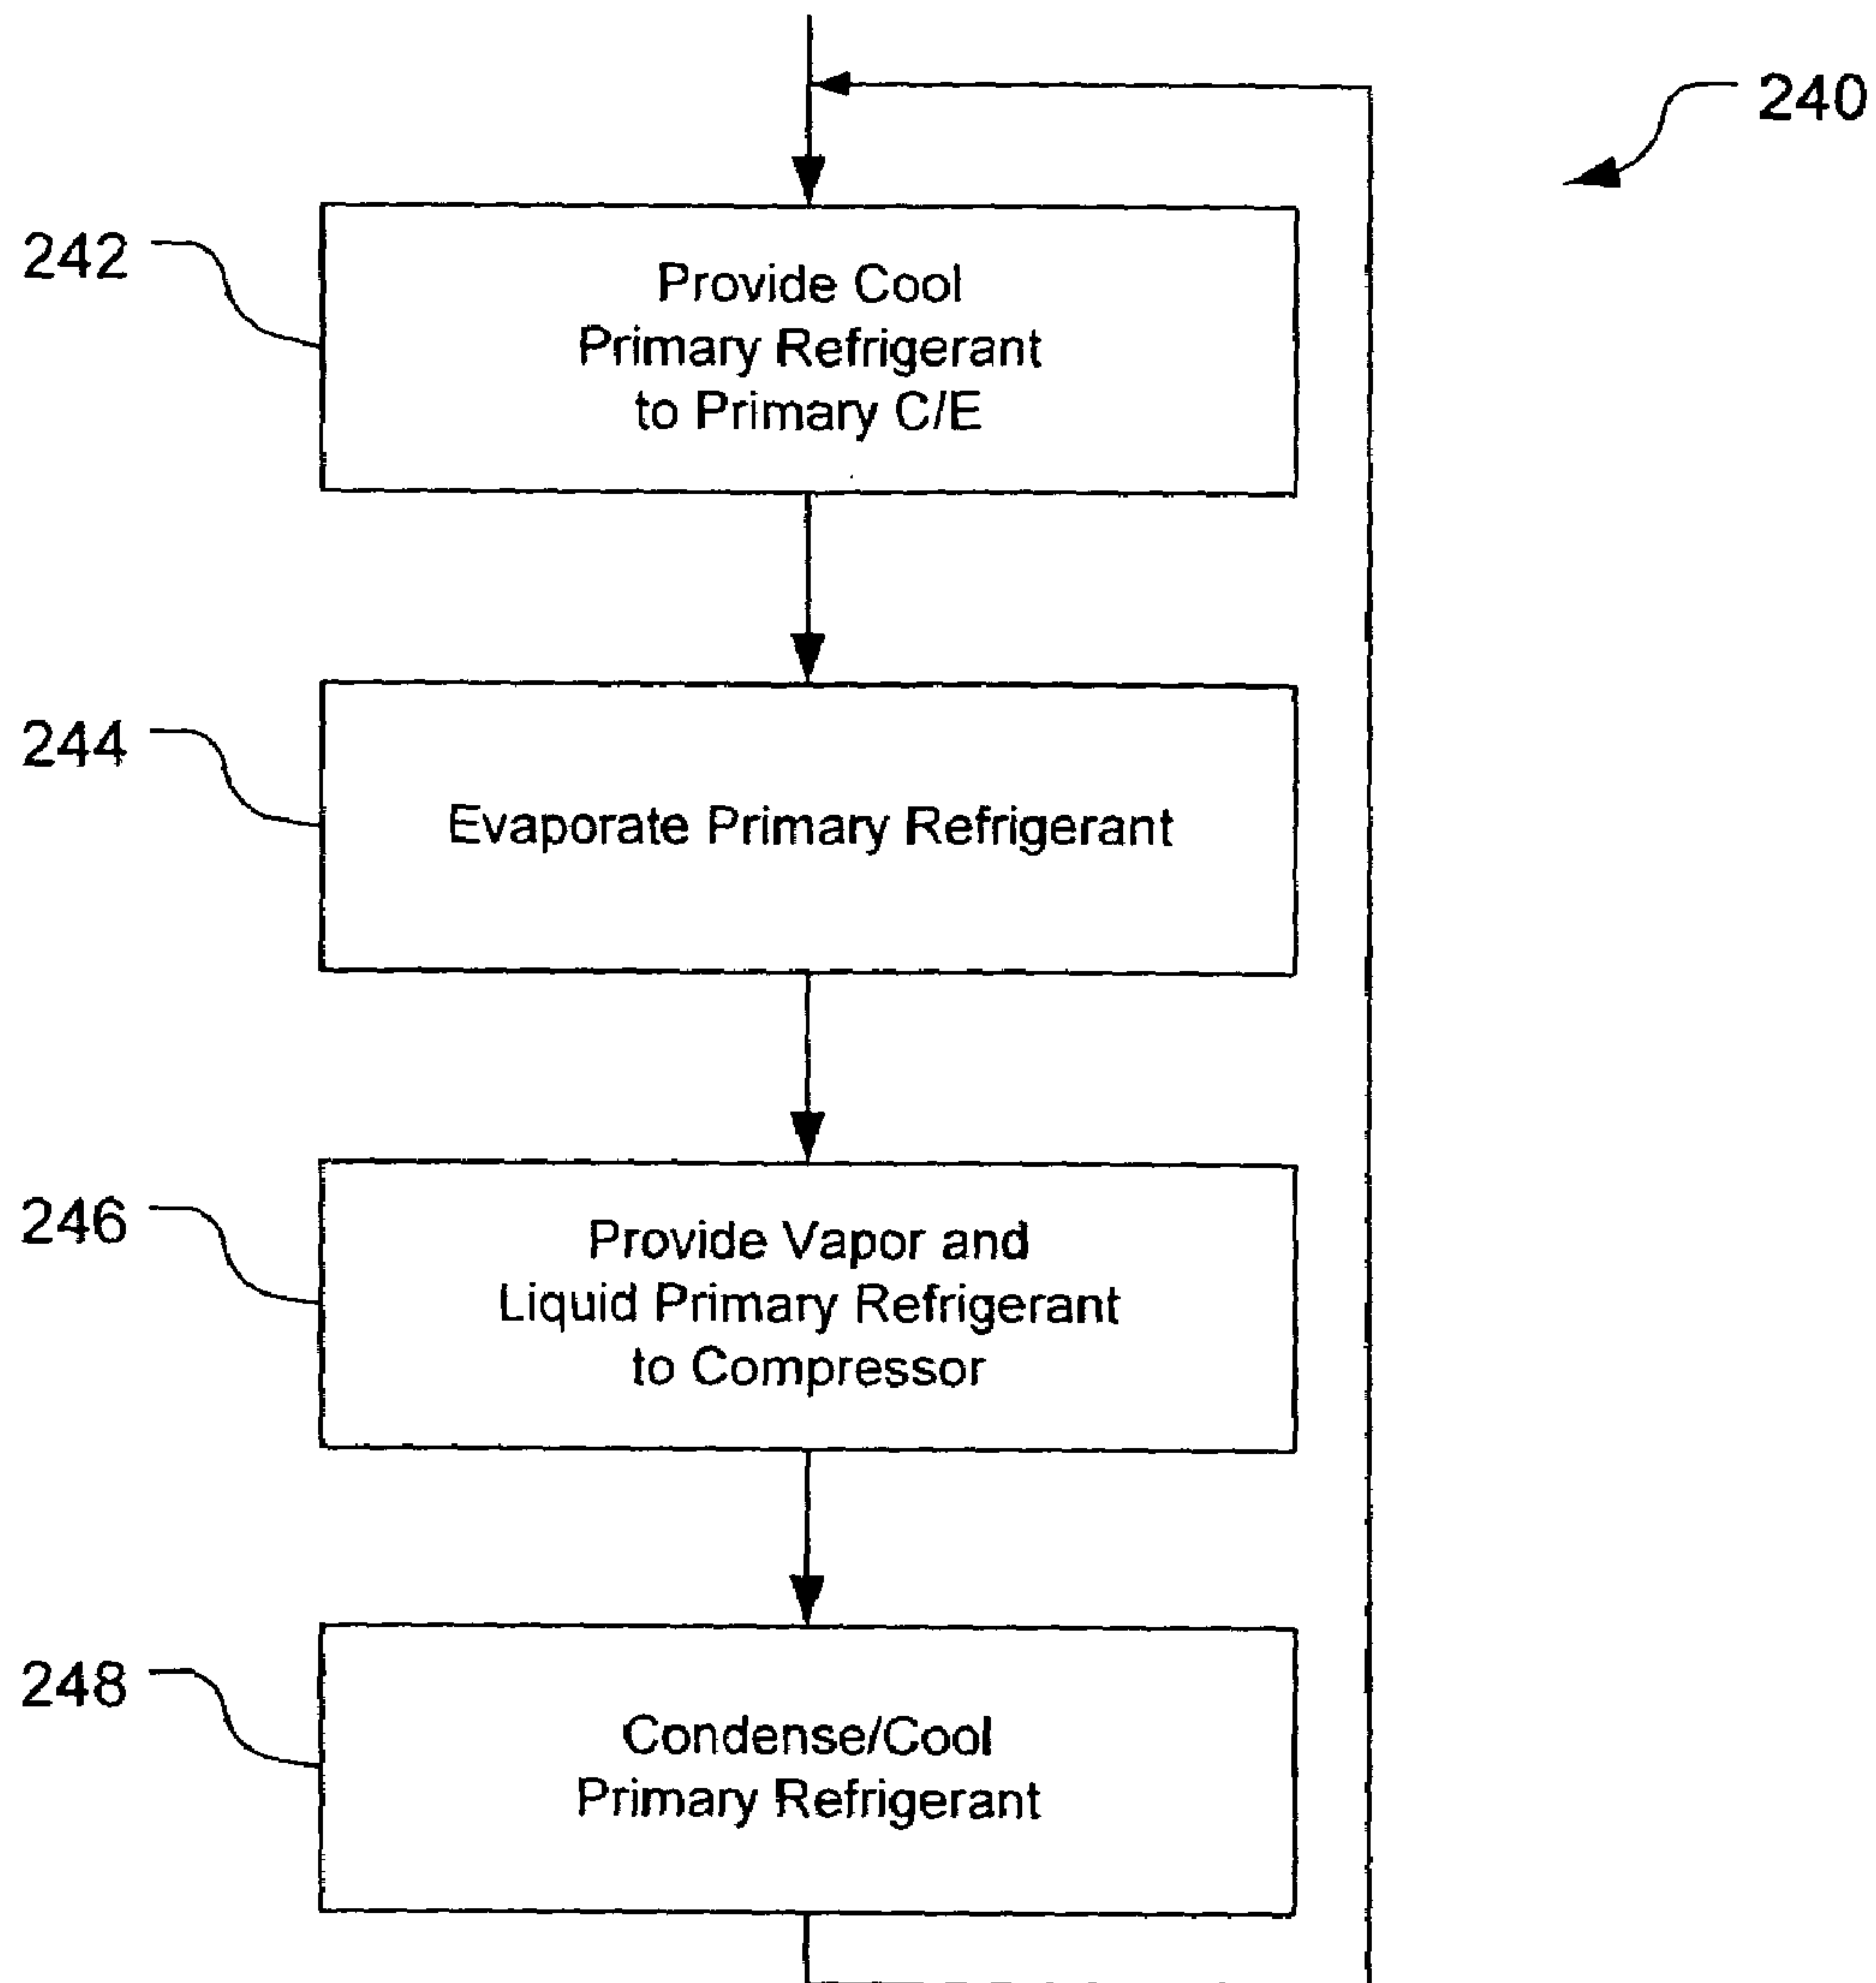 240
242
Provide Cool
Primary Refrigerant
to Primary C/E
244
Evaporate Primary Refrigerant
246
Provide Vapor and
Liquid Primary Refrigerant
to Compressor
248
Condense/Cool
Primary Refrigerant